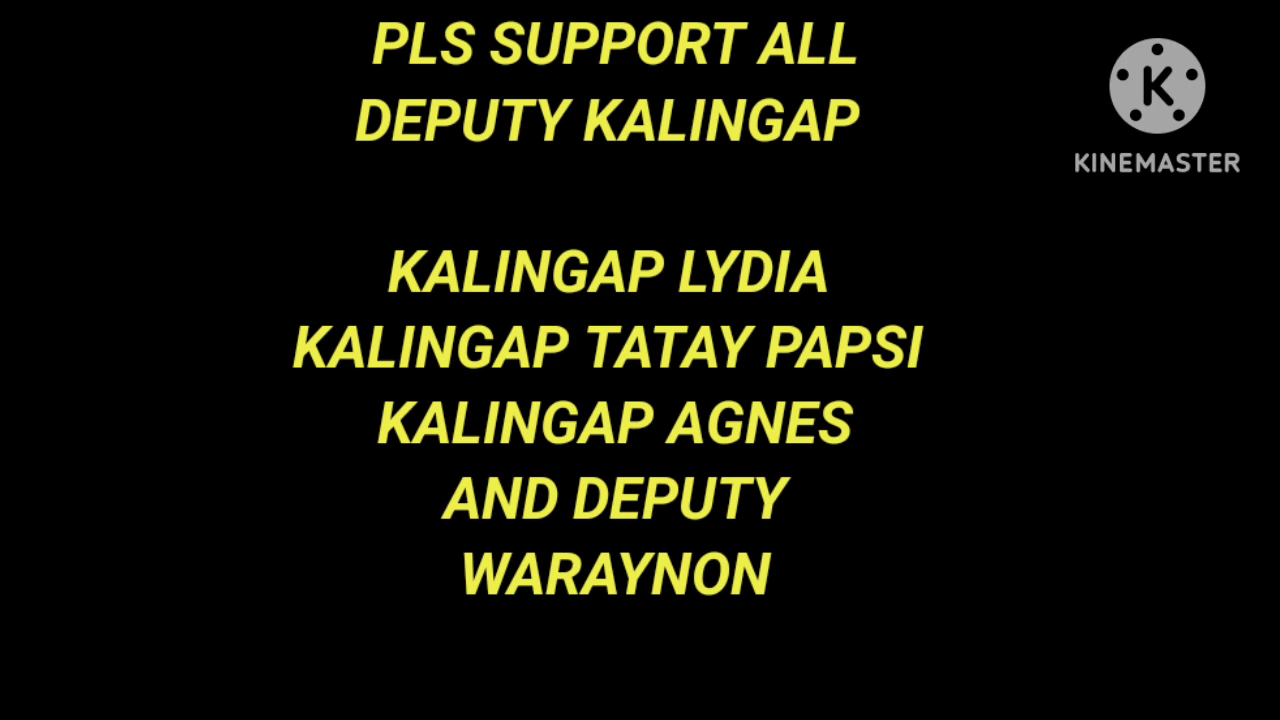 PLS SUPPORT ALL
DEPUTY KALINGAP
KALINGAP LYDIA
KALINGAP TATAY PAPSI
KALINGAP AGNES
AND DEPUTY
WARAYNON
K
KINEMASTER